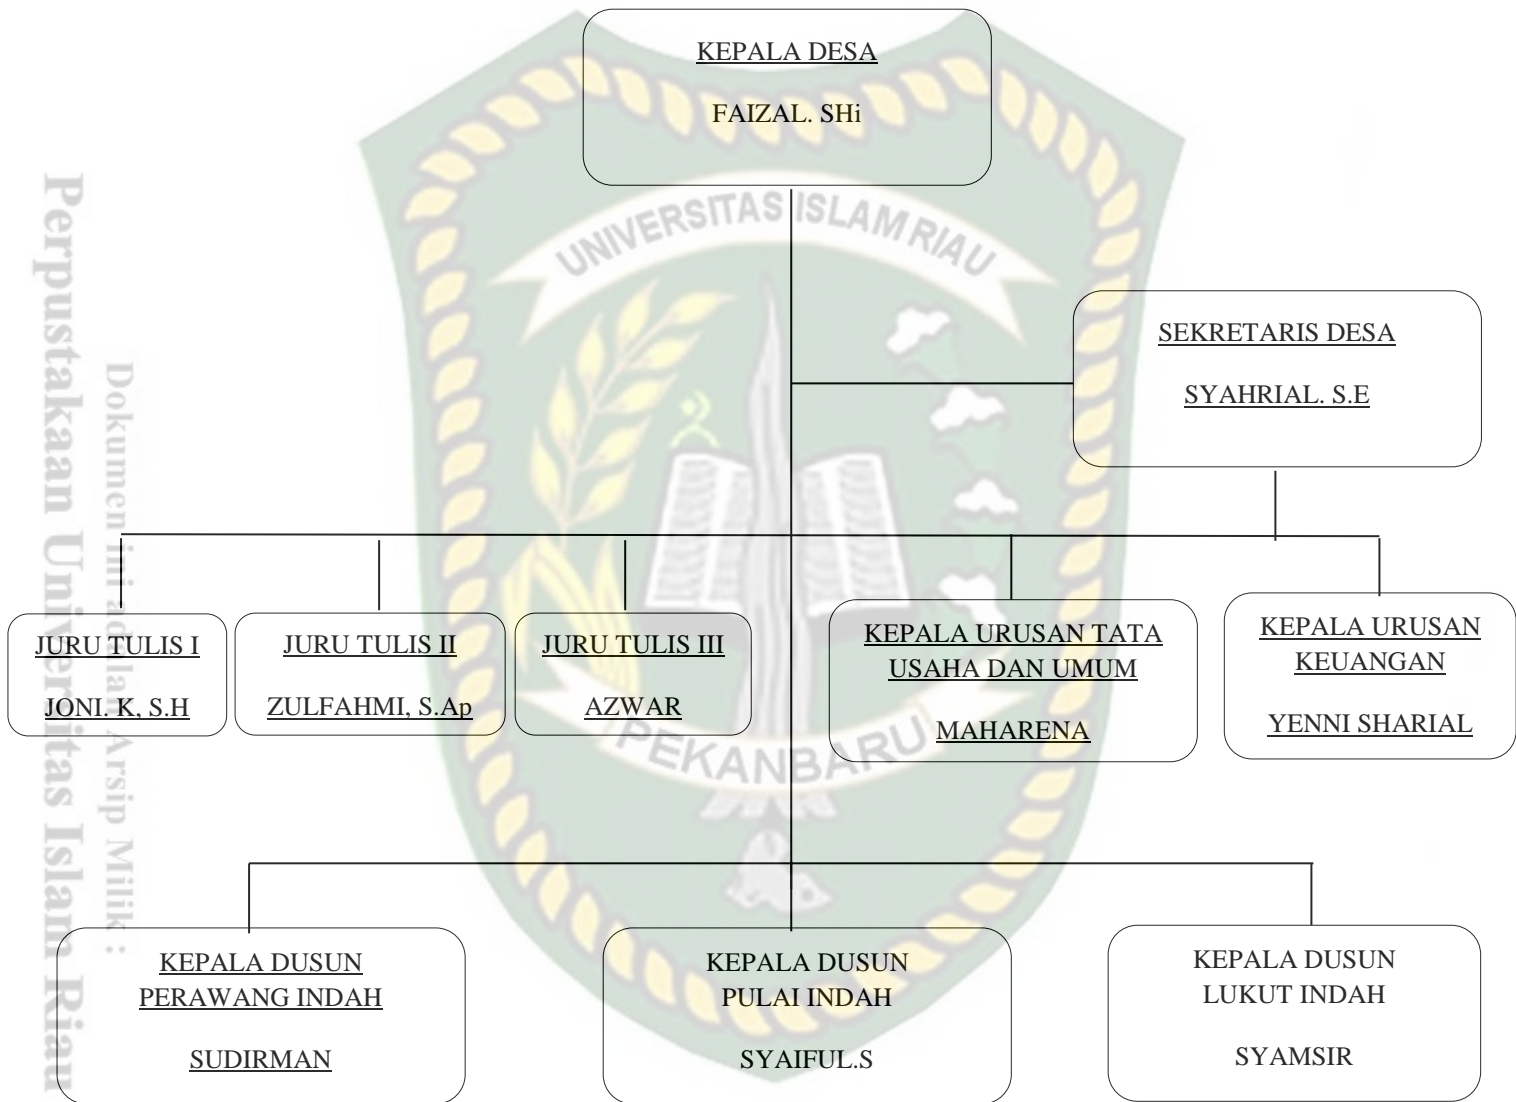 KEPALA DESA
FAIZAL. SHi
UNIVERSITAS ISLAM RIAU
SEKRETARIS DESA
SYAHRIAL. S.E
JURU TULIS I
JONI. K, S.H
JURU TULIS II
ZULFAHMI, S.Ap
JURU TULIS III
AZWAR
KEPALA URUSAN TATA
USAHA DAN UMUM
MAHARENA
KEPALA URUSAN
KEUANGAN
YENNI SHARIAL
PEKANBARU
KEPALA DUSUN
PERAWANG INDAH
SUDIRMAN
KEPALA DUSUN
PULAI INDAH
SYAIFUL.S
KEPALA DUSUN
LUKUT INDAH
SYAMSIR
Dokumen ini adalah Arsip Milik :
Perpustakaan Universitas Islam Riau